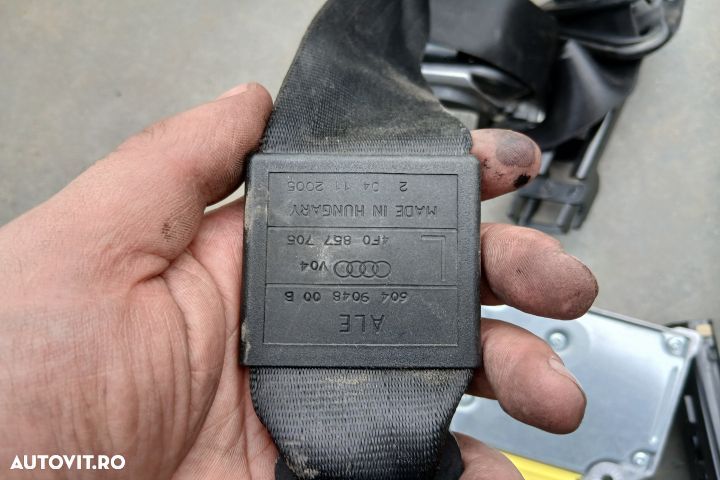 ALE
604 9048 00 B
V04
L
4F0 857 705
MADE IN HUNGARY
2 04 11 2005
AUTOVIT.RO